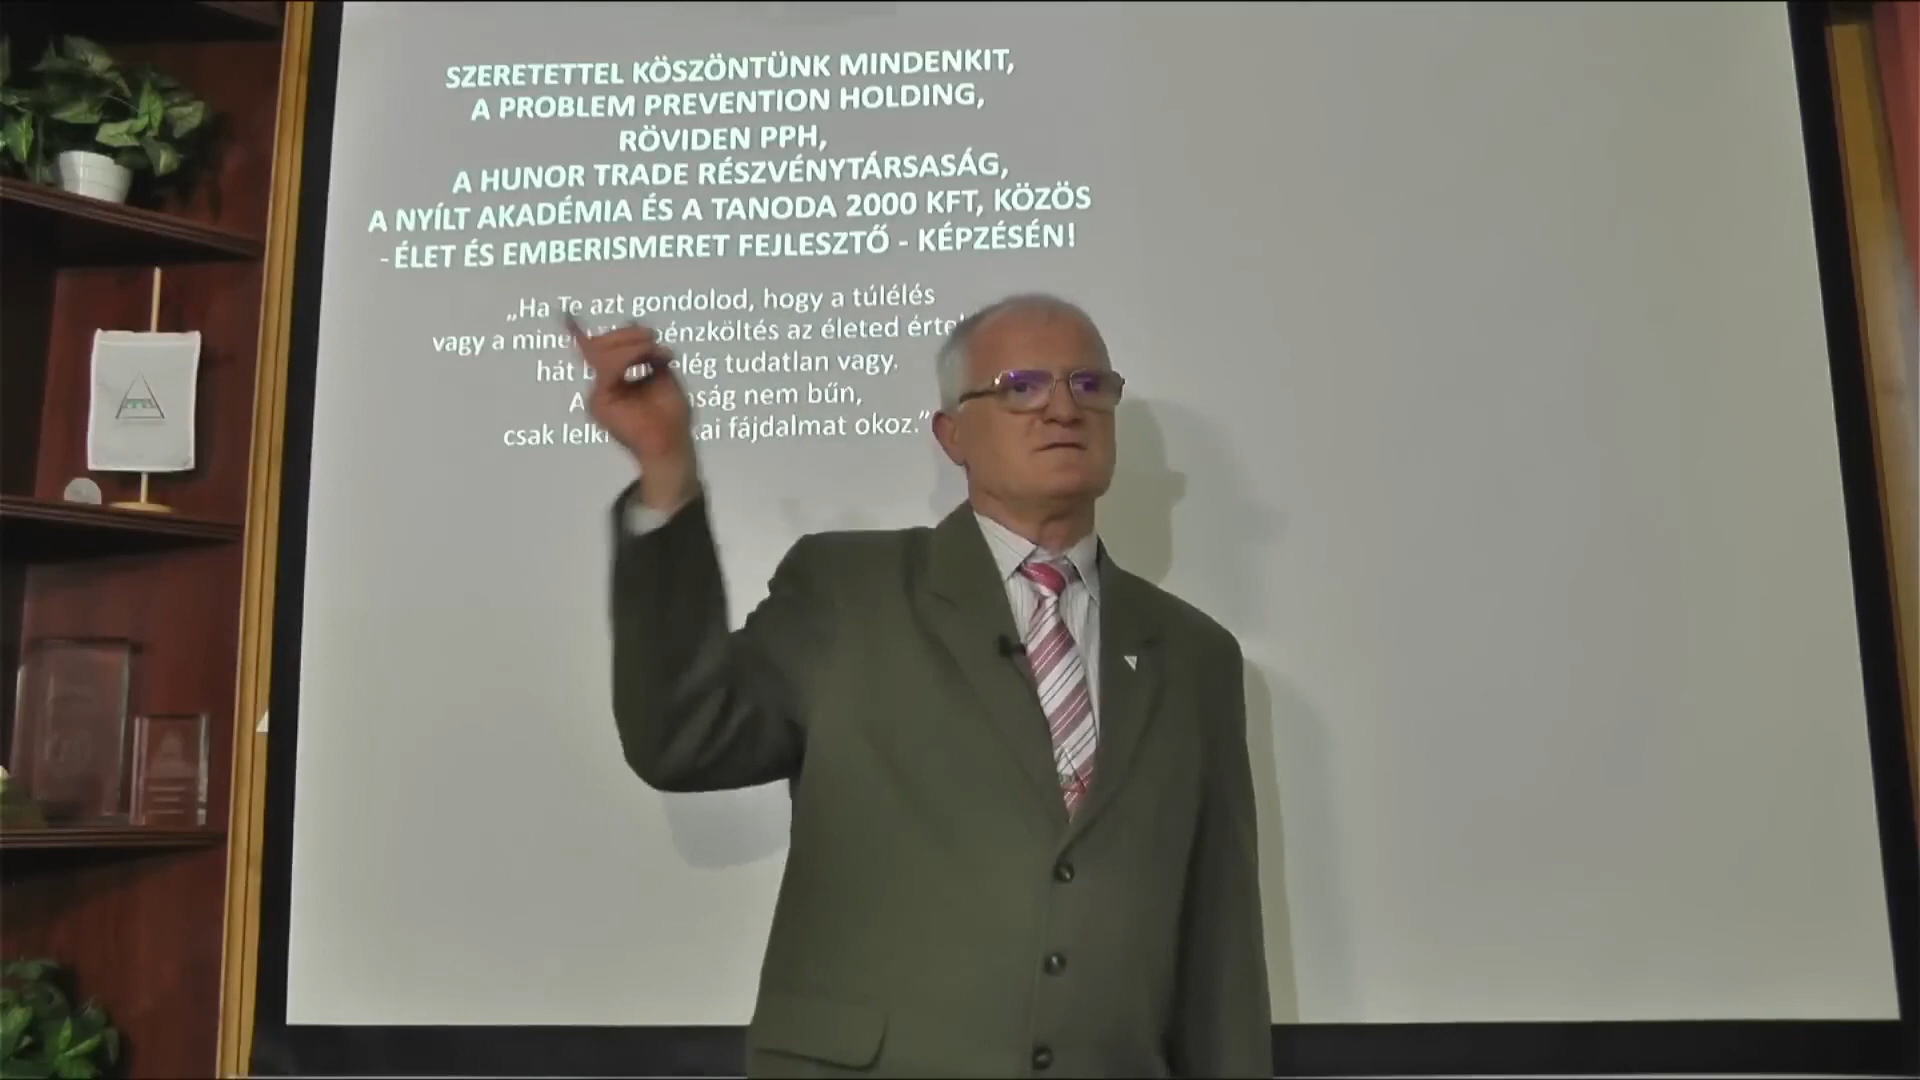 SZERETETTEL KÖSZÖNTÜNK MINDENKIT,
A PROBLEM PREVENTION HOLDING,
RÖVIDEN PPH,
A HUNOR TRADE RÉSZVÉNYTÁRSASÁG,
A NYÍLT AKADÉMIA ÉS A TANODA 2000 KFT, KÖZÖS
- ÉLET ÉS EMBERISMERET FEJLESZTŐ - KÉPZÉSÉN!
„Ha Te azt gondolod, hogy a túlélés
vagy a pénzköltés az életed
hát elég tudatlan vagy.
nem bűn,
csak fájdalmat okoz.”